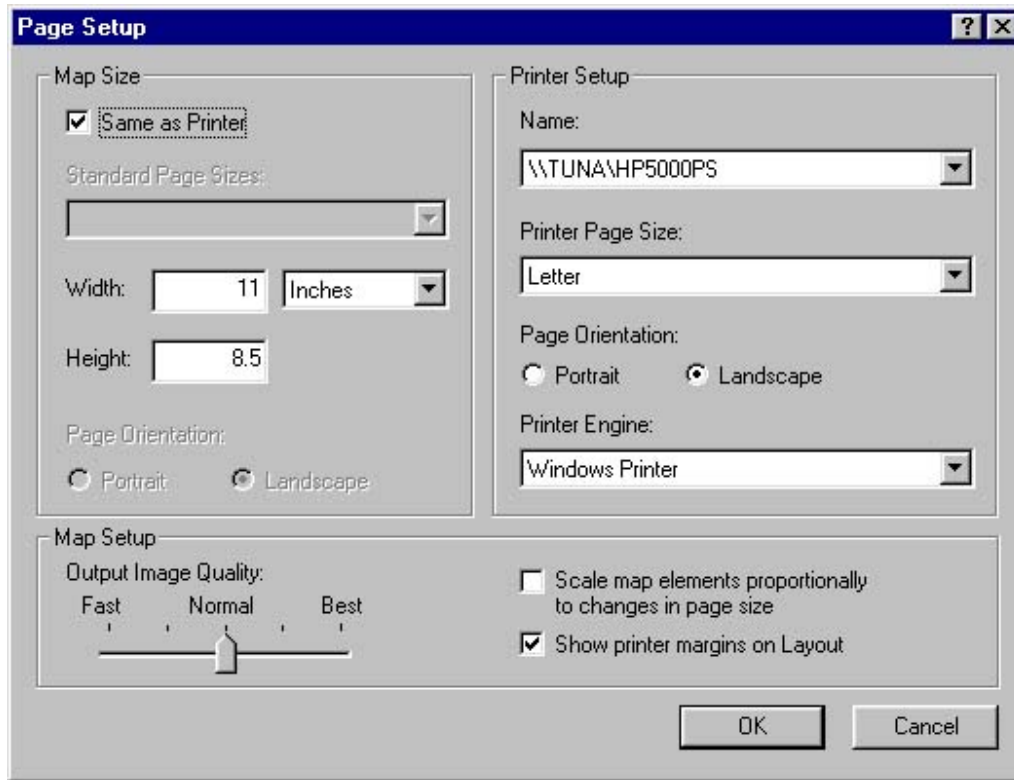 Page Setup
Map Size
Same as Printer
Standard Page Sizes:
Width: 11 Inches
Height: 8.5
Page Orientation:
Portrait Landscape
Printer Setup
Name:
\\TUNA\HP5000PS
Printer Page Size:
Letter
Page Orientation:
Portrait Landscape
Printer Engine:
Windows Printer
Map Setup
Output Image Quality:
Fast Normal Best
Scale map elements proportionally
to changes in page size
Show printer margins on Layout
OK Cancel